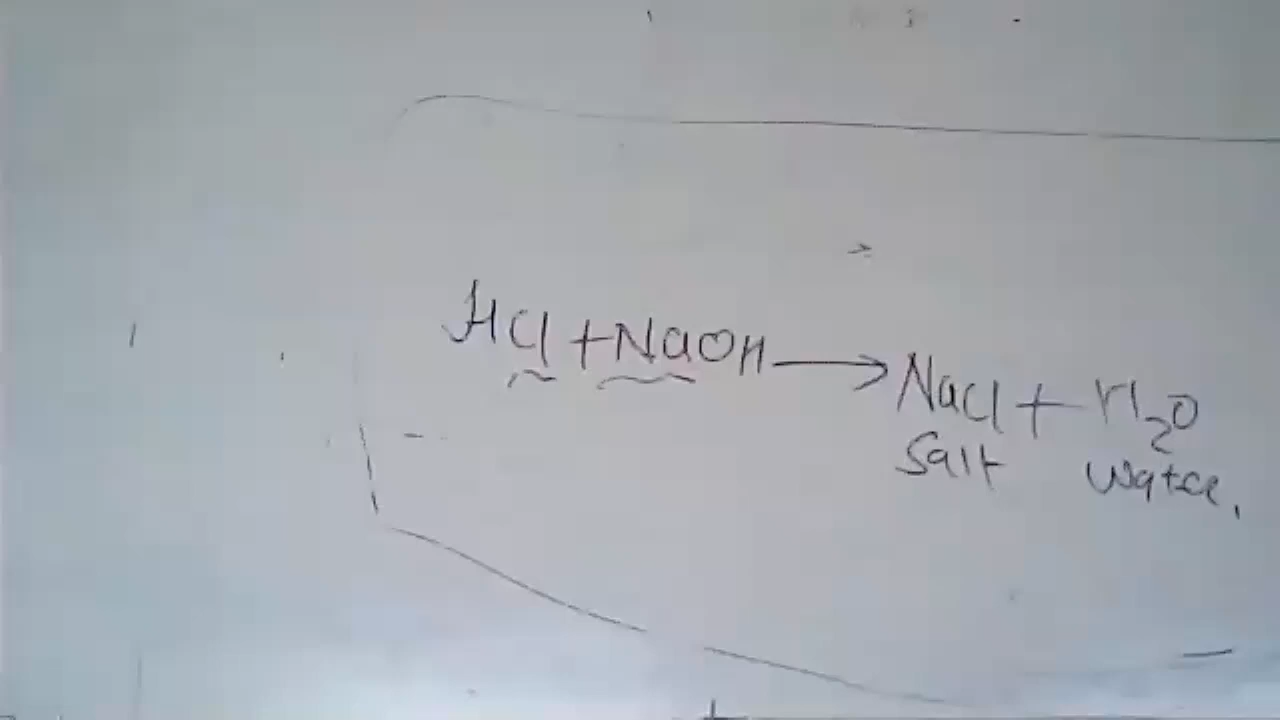 HCl + NaOH → NaCl + H₂O
Salt Water